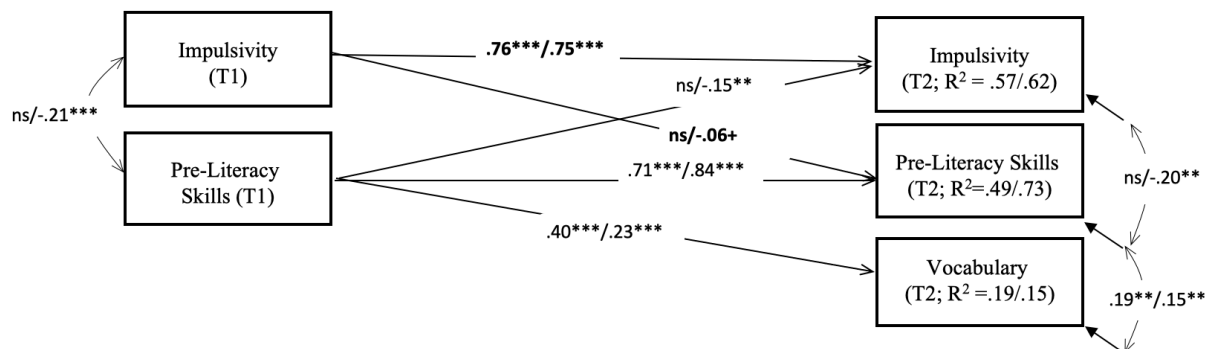 Impulsivity
(T1)
Pre-Literacy
Skills (T1)
ns/-.21***
.76***/.75***
ns/-.15**
ns/-.06+
.71***/.84***
.40***/.23***
Impulsivity
(T2; R² = .57/.62)
Pre-Literacy Skills
(T2; R²=.49/.73)
Vocabulary
(T2; R² =.19/.15)
ns/-.20**
.19**/.15**